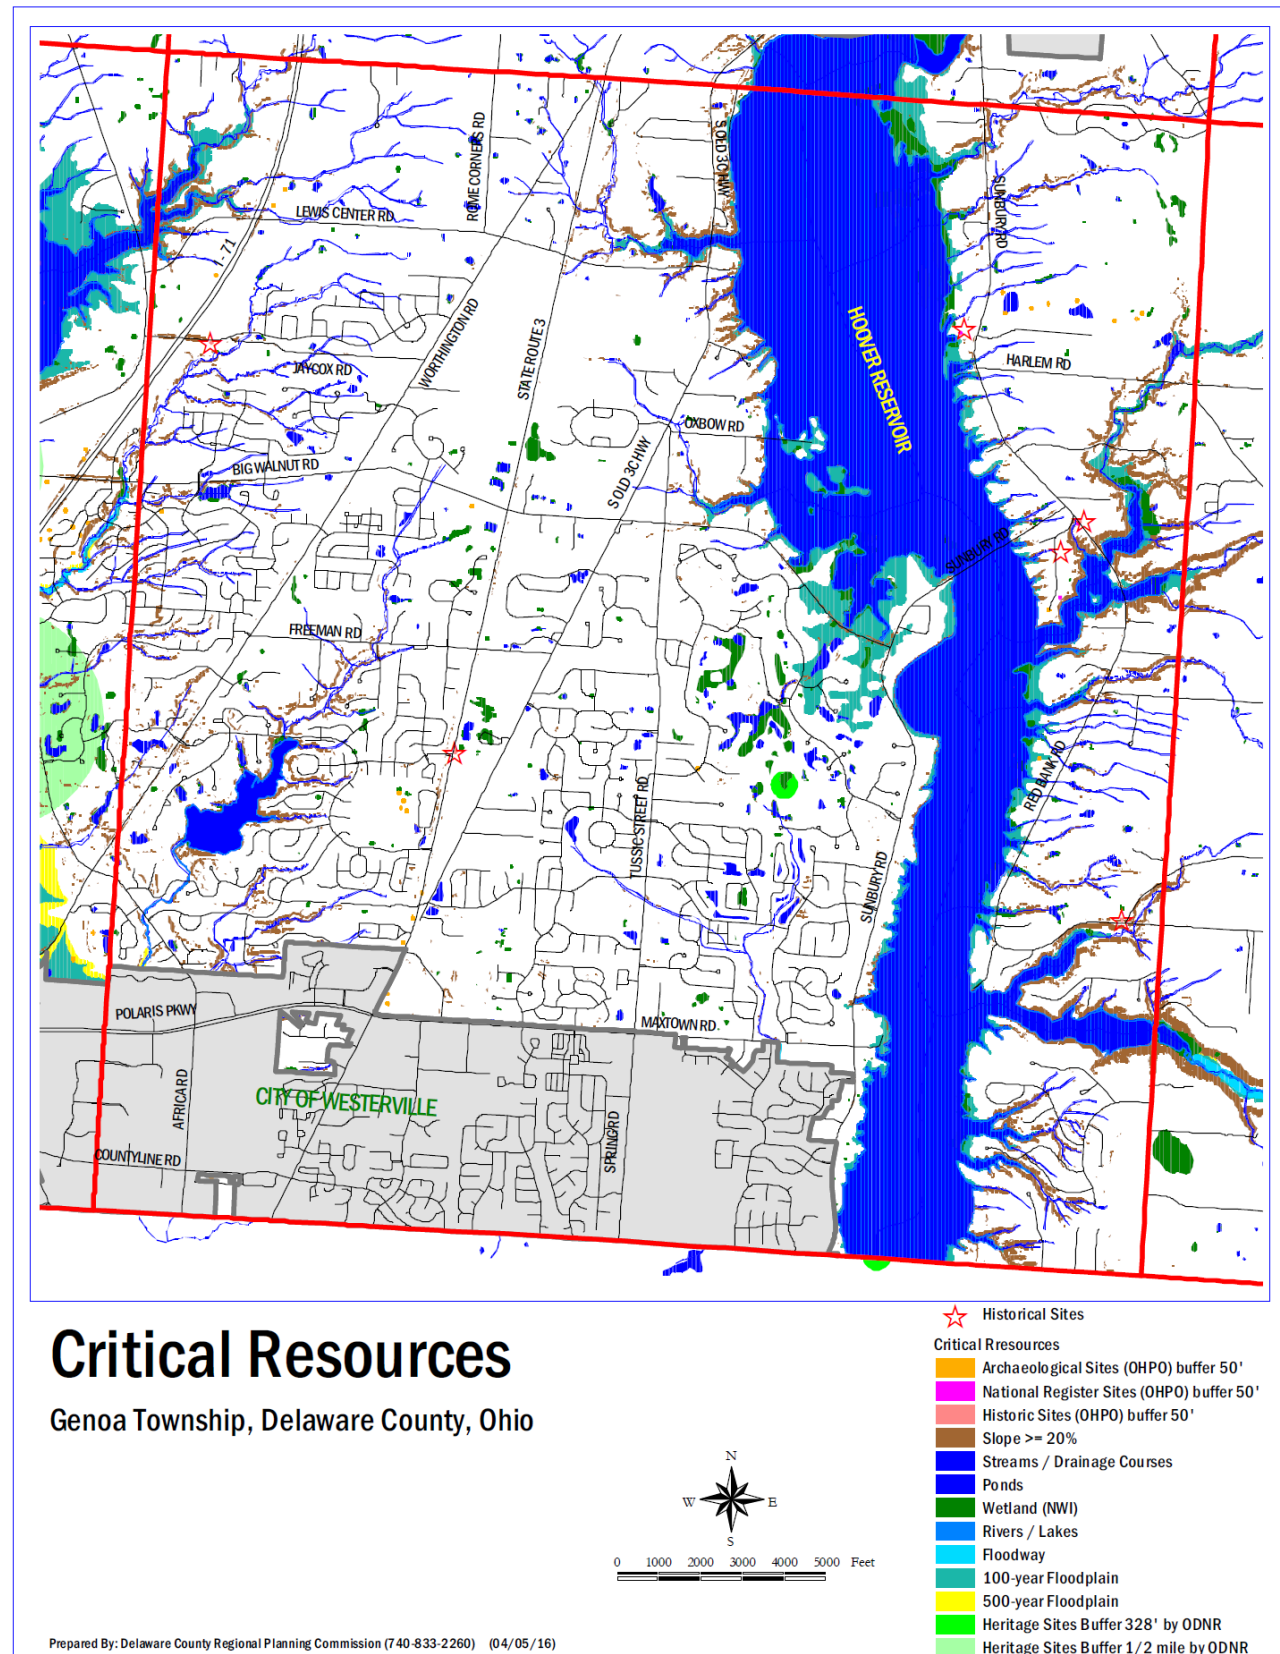 ROME CORNERS RD
S OLD 3C HWY
SUNBURY RD
LEWIS CENTER RD
I-71
WORTHINGTON RD
STATE ROUTE 3
HOOVER RESERVOIR
HARLEM RD
JAYCOX RD
OXBOW RD
S OLD 3C HWY
BIG WALNUT RD
SUNBURY RD
FREEMAN RD
RED BANK RD
TUSSIC STREET RD
SUNBURY RD
POLARIS PKWY
MAXTOWN RD
AFRICA RD
CITY OF WESTERVILLE
SPRING RD
COUNTYLINE RD
Critical Resources
Genoa Township, Delaware County, Ohio
N
W E
S
0 1000 2000 3000 4000 5000 Feet
Prepared By: Delaware County Regional Planning Commission (740-833-2260) (04/05/16)
Historical Sites
Critical Rresources
Archaeological Sites (OHPO) buffer 50'
National Register Sites (OHPO) buffer 50'
Historic Sites (OHPO) buffer 50'
Slope >= 20%
Streams / Drainage Courses
Ponds
Wetland (NWI)
Rivers / Lakes
Floodway
100-year Floodplain
500-year Floodplain
Heritage Sites Buffer 328' by ODNR
Heritage Sites Buffer 1/2 mile by ODNR